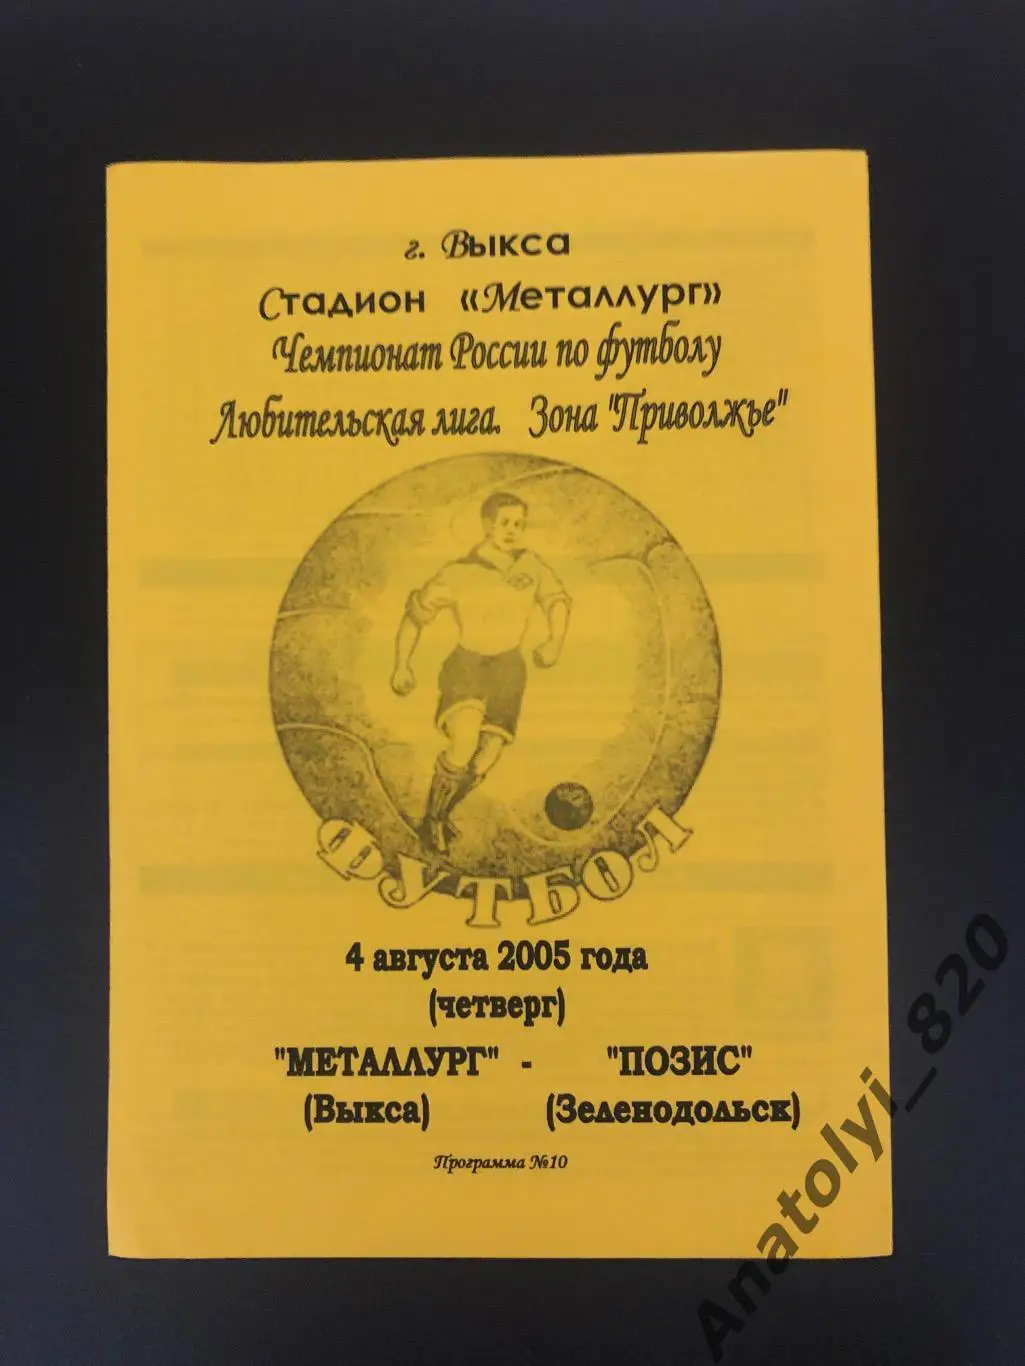 г. Выкса
Стадион «Металлург»
Чемпионат России по футболу
Любительская лига. Зона "Приволжье"
ФУТБОЛ
4 августа 2005 года
(четверг)
"МЕТАЛЛУРГ" - "ПОЗИС"
(Выкса) (Зеленодольск)
Программа №10
Anatolyi_820